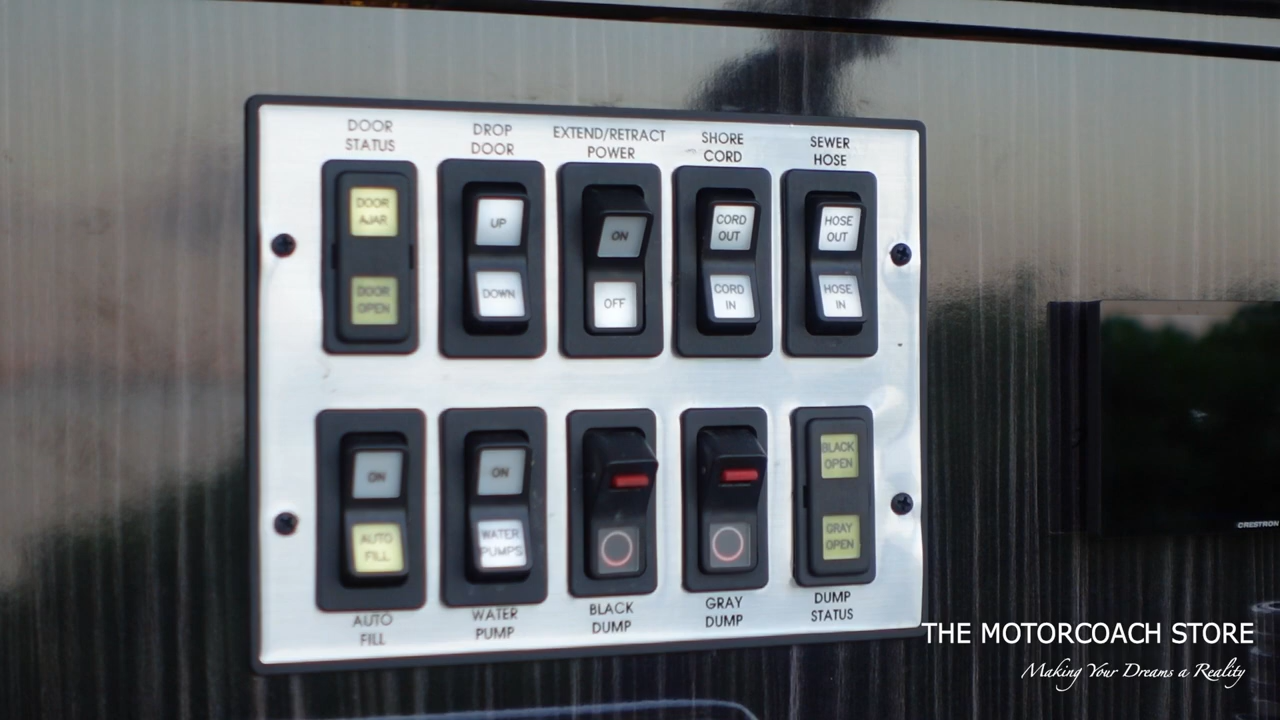 DOOR
STATUS
DROP
DOOR
EXTEND/RETRACT
POWER
SHORE
CORD
SEWER
HOSE
DOOR
AJAR
DOOR
OPEN
UP
DOWN
ON
OFF
CORD
OUT
CORD
IN
HOSE
OUT
HOSE
IN
ON
AUTO
FILL
ON
WATER
PUMPS
BLACK
OPEN
GRAY
OPEN
AUTO
FILL
WATER
PUMP
BLACK
DUMP
GRAY
DUMP
DUMP
STATUS
CRESTRON
THE MOTORCOACH STORE
Making Your Dreams a Reality